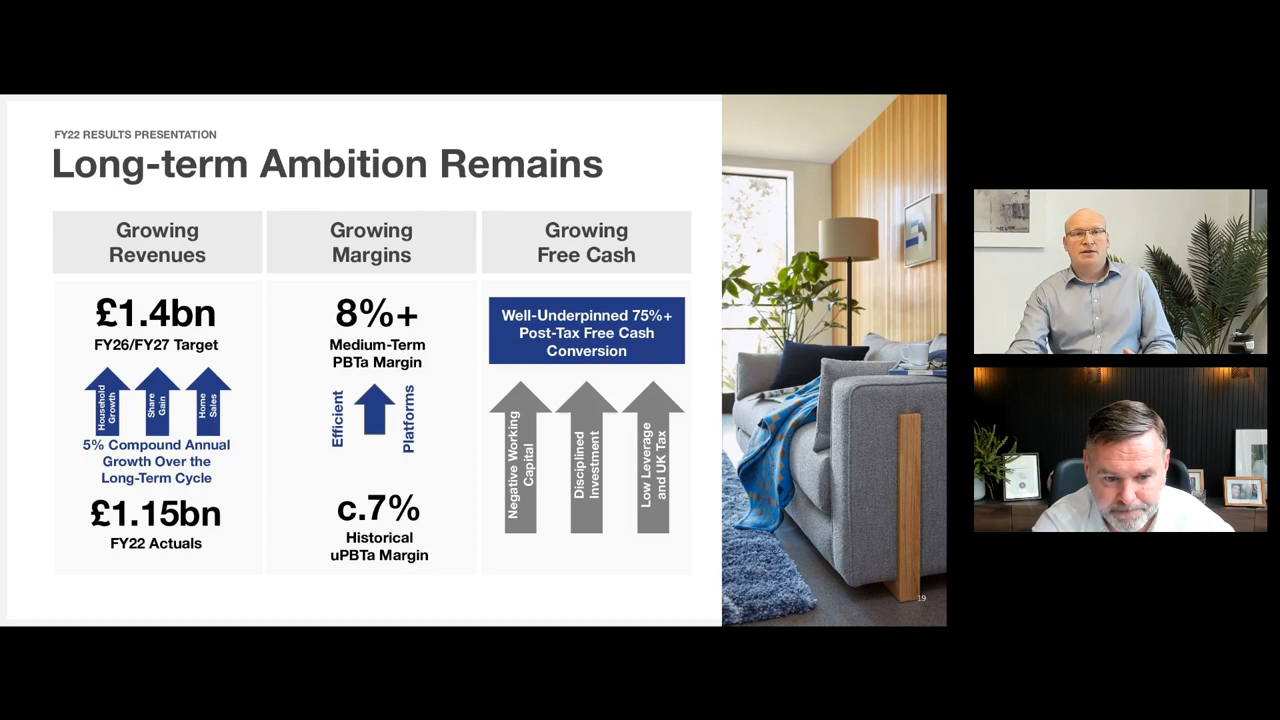 FY22 RESULTS PRESENTATION
Long-term Ambition Remains
Growing
Revenues
£1.4bn
FY26/FY27 Target
Household
Growth
Share
Gain
Home
Sales
5% Compound Annual
Growth Over the
Long-Term Cycle
£1.15bn
FY22 Actuals
Growing
Margins
8%+
Medium-Term
PBTa Margin
Efficient
Platforms
c.7%
Historical
uPBTa Margin
Growing
Free Cash
Well-Underpinned 75%+
Post-Tax Free Cash
Conversion
Negative Working
Capital
Disciplined
Investment
Low Leverage
and UK Tax
19